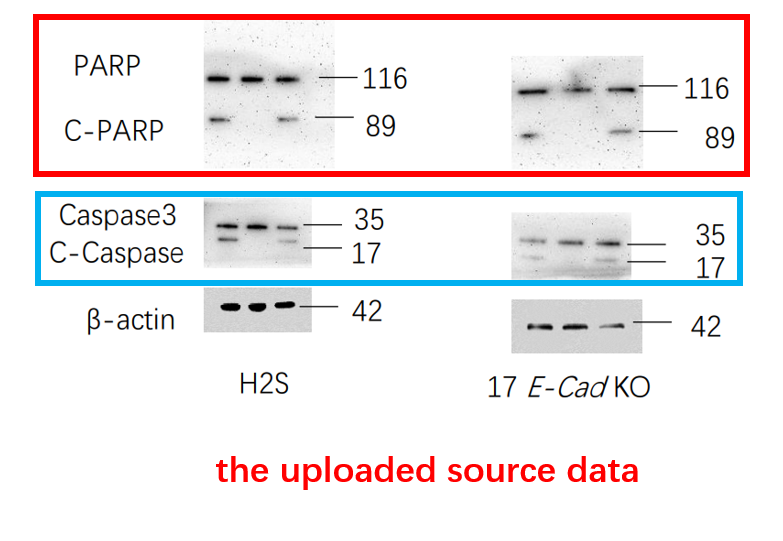 PARP
116
116
C-PARP
89
89
Caspase3
35
35
C-Caspase
17
17
β-actin
42
42
H2S
17 E-Cad KO
the uploaded source data